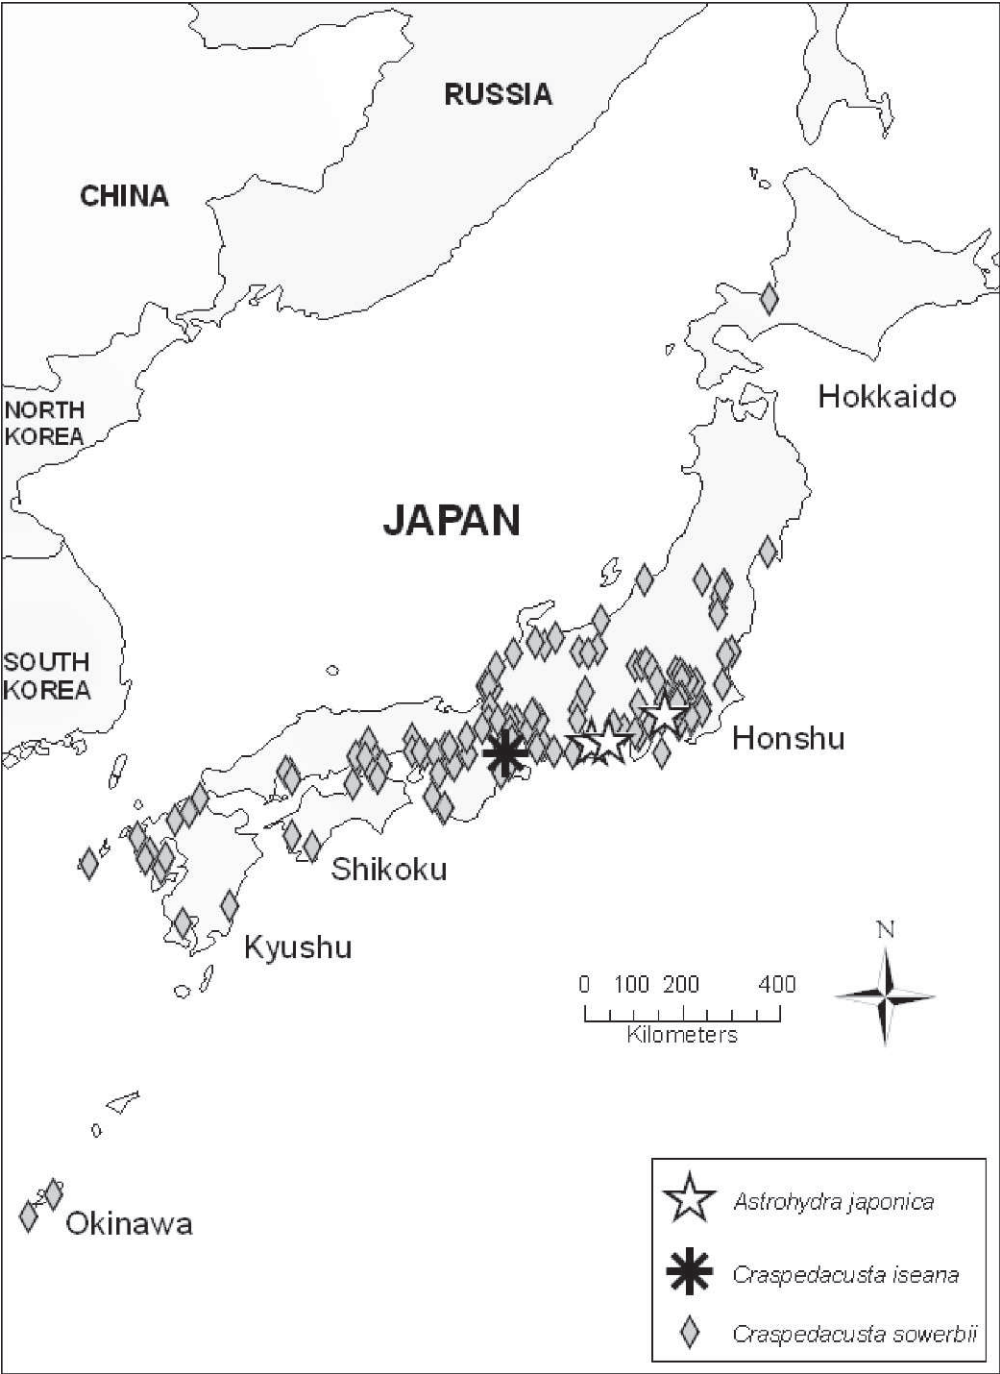 RUSSIA
CHINA
Hokkaido
NORTH
KOREA
JAPAN
SOUTH
KOREA
Honshu
Shikoku
Kyushu
N
0 100 200 400
Kilometers
Okinawa
Astrohydra japonica
Craspedacusta iseana
Craspedacusta sowerbii